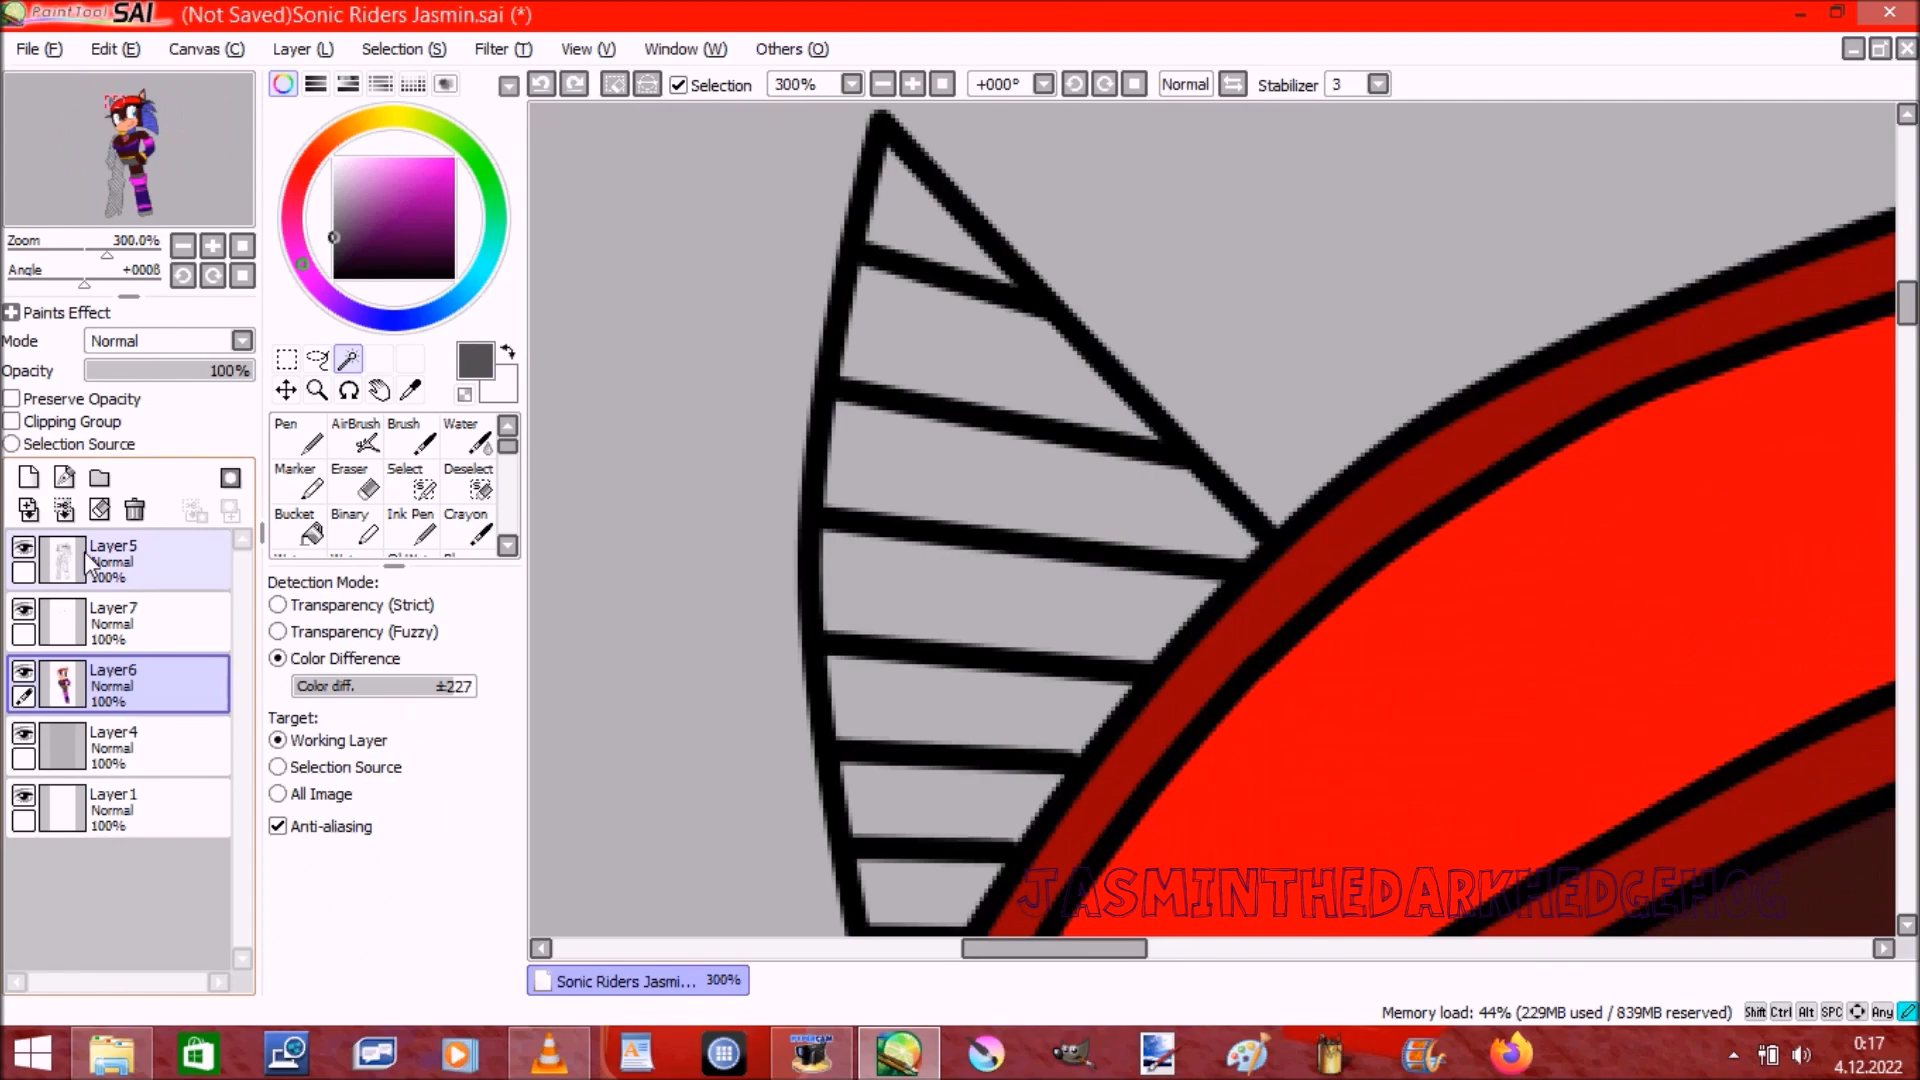 PaintTool SAI (Not Saved)Sonic Riders Jasmin.sai (*)
File (F) Edit (E) Canvas (C) Layer (L) Selection (S) Filter (T) View (V) Window (W) Others (O)
Selection 300% +000° Normal Stabilizer 3
Zoom 300.0%
Angle +000ß
Paints Effect
Mode Normal
Opacity 100%
Preserve Opacity
Clipping Group
Selection Source
Layer5
Normal
100%
Layer7
Normal
100%
Layer6
Normal
100%
Layer4
Normal
100%
Layer1
Normal
100%
Pen AirBrush Brush Water
Marker Eraser Select Deselect
Bucket Binary Ink Pen Crayon
Detection Mode:
Transparency (Strict)
Transparency (Fuzzy)
Color Difference
Color diff. ±227
Target:
Working Layer
Selection Source
All Image
Anti-aliasing
JASMINTHEDARKHEDGEHOG
Sonic Riders Jasmi... 300%
Memory load: 44% (229MB used / 839MB reserved) Shift Ctrl Alt SPC Any
HYPERCAM
0:17
4.12.2022